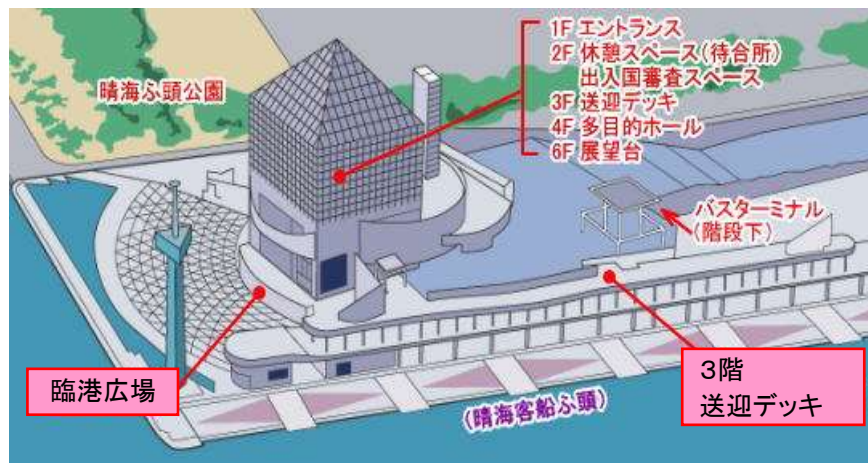 1F エントランス
2F 休憩スペース(待合所)
出入国審査スペース
3F 送迎デッキ
4F 多目的ホール
6F 展望台
晴海ふ頭公園
バスターミナル
(階段下)
臨港広場
3階
送迎デッキ
(晴海客船ふ頭)